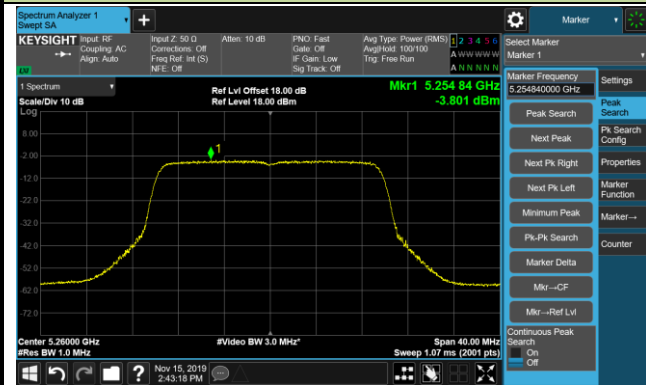 Spectrum Analyzer 1
Swept SA
+
Marker
KEYSIGHT
Input: RF
Coupling: AC
Align: Auto
Input Z: 50 Ω
Corrections: Off
Freq Ref: Int (S)
NFE: Off
Atten: 10 dB
PNO: Fast
Gate: Off
IF Gain: Low
Sig Track: Off
Avg Type: Power (RMS)
Avg|Hold: 100/100
Trig: Free Run
1 2 3 4 5 6
A W W W W W
A N N N N N
Select Marker
Marker 1
1 Spectrum
Scale/Div 10 dB
Log
Ref Lvl Offset 18.00 dB
Ref Level 18.00 dBm
Mkr1 5.254 84 GHz
-3.801 dBm
8.00
-2.00
-12.0
-22.0
-32.0
-42.0
-52.0
-62.0
-72.0
1
Center 5.26000 GHz
#Res BW 1.0 MHz
#Video BW 3.0 MHz*
Span 40.00 MHz
Sweep 1.07 ms (2001 pts)
Marker Frequency
5.254840000 GHz
Peak Search
Next Peak
Next Pk Right
Next Pk Left
Minimum Peak
Pk-Pk Search
Marker Delta
Mkr→CF
Mkr→Ref Lvl
Continuous Peak
Search
On
Off
Settings
Peak
Search
Pk Search
Config
Properties
Marker
Function
Marker→
Counter
?
Nov 15, 2019
2:43:18 PM